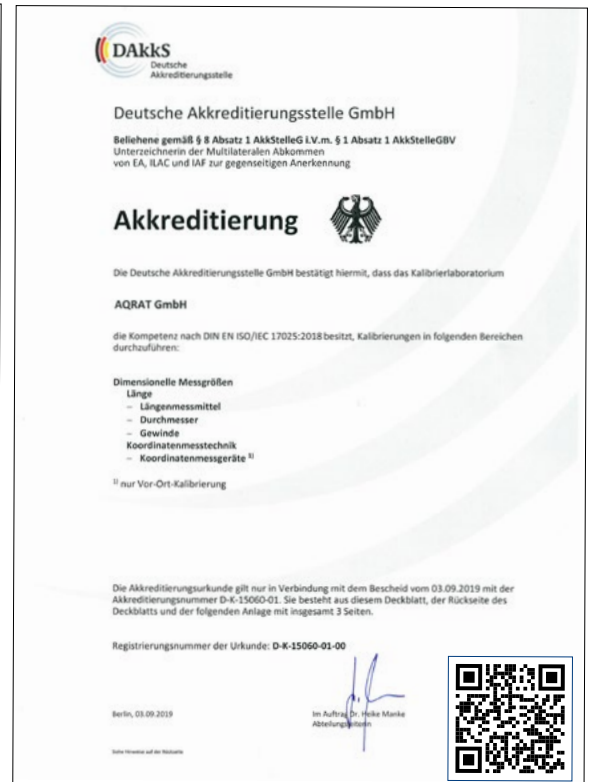 DAkkS
Deutsche
Akkreditierungsstelle
Deutsche Akkreditierungsstelle GmbH
Beliehene gemäß § 8 Absatz 1 AkkStelleG i.V.m. § 1 Absatz 1 AkkStelleGBV
Unterzeichnerin der Multilateralen Abkommen
von EA, ILAC und IAF zur gegenseitigen Anerkennung
Akkreditierung
Die Deutsche Akkreditierungsstelle GmbH bestätigt hiermit, dass das Kalibrierlaboratorium
AQRAT GmbH
die Kompetenz nach DIN EN ISO/IEC 17025:2018 besitzt, Kalibrierungen in folgenden Bereichen
durchzuführen:
Dimensionelle Messgrößen
Länge
– Längenmessmittel
– Durchmesser
– Gewinde
Koordinatenmesstechnik
– Koordinatenmessgeräte 1)
1) nur Vor-Ort-Kalibrierung
Die Akkreditierungsurkunde gilt nur in Verbindung mit dem Bescheid vom 03.09.2019 mit der
Akkreditierungsnummer D-K-15060-01. Sie besteht aus diesem Deckblatt, der Rückseite des
Deckblatts und der folgenden Anlage mit insgesamt 3 Seiten.
Registrierungsnummer der Urkunde: D-K-15060-01-00
Berlin, 03.09.2019
Im Auftrag Dr. Heike Manke
Abteilungsleiterin
Siehe Hinweise auf der Rückseite